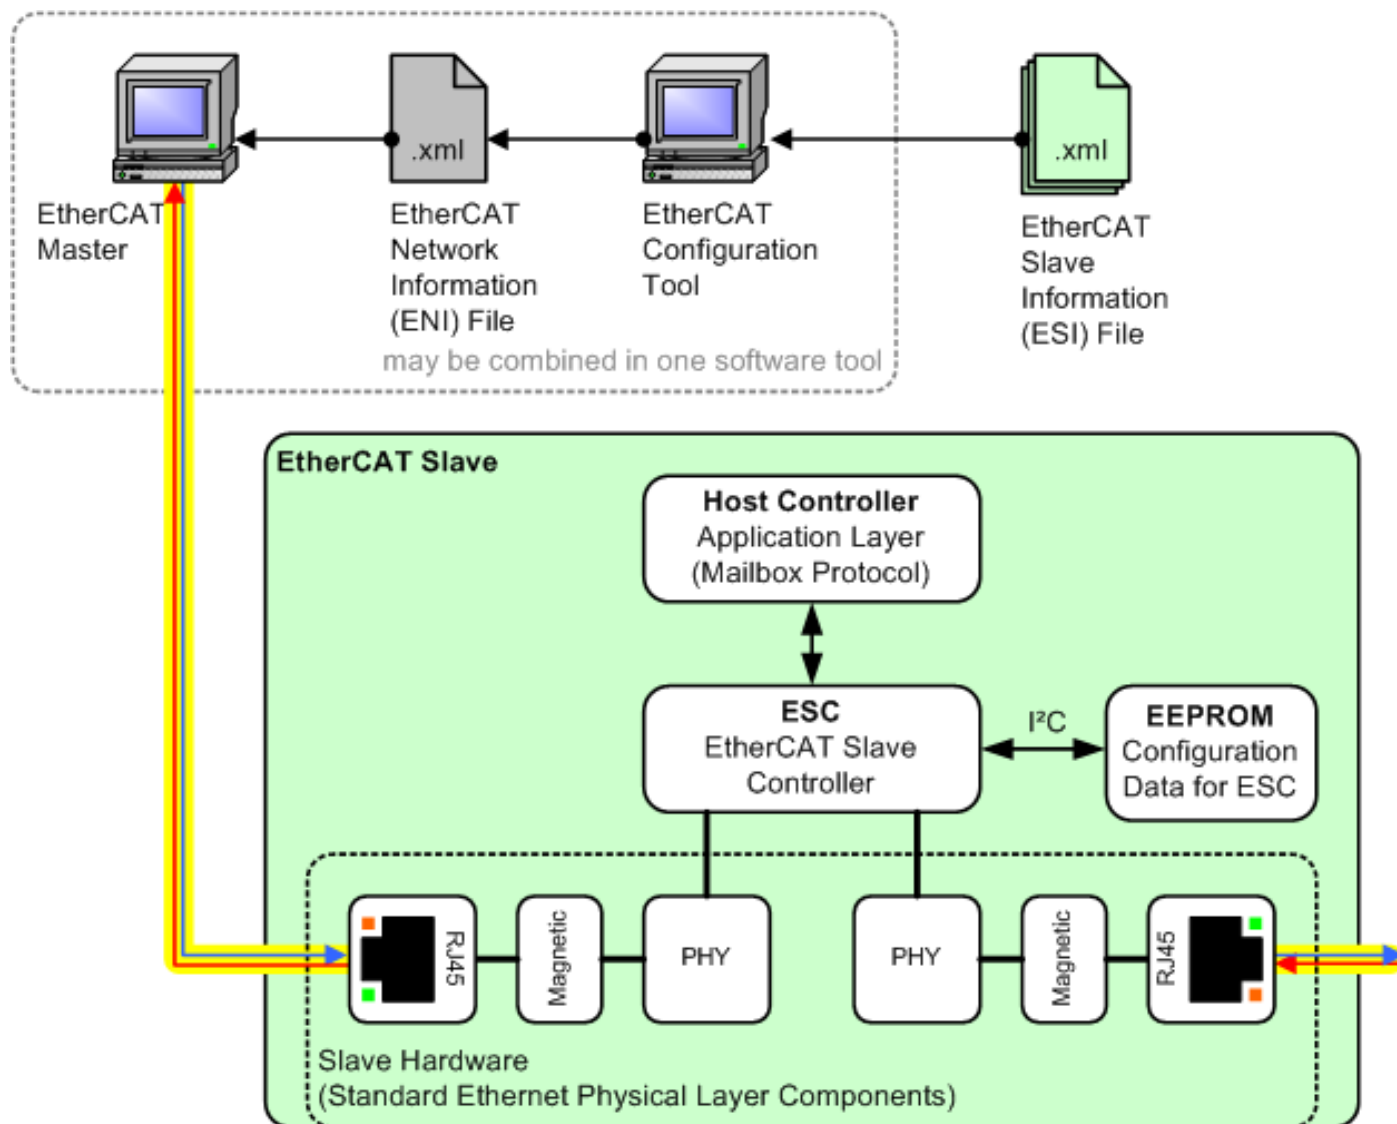 .xml
.xml
EtherCAT
Master
EtherCAT
Network
Information
(ENI) File
EtherCAT
Configuration
Tool
EtherCAT
Slave
Information
(ESI) File
may be combined in one software tool
EtherCAT Slave
Host Controller
Application Layer
(Mailbox Protocol)
ESC
EtherCAT Slave
Controller
I²C
EEPROM
Configuration
Data for ESC
RJ45
Magnetic
PHY
PHY
Magnetic
RJ45
Slave Hardware
(Standard Ethernet Physical Layer Components)